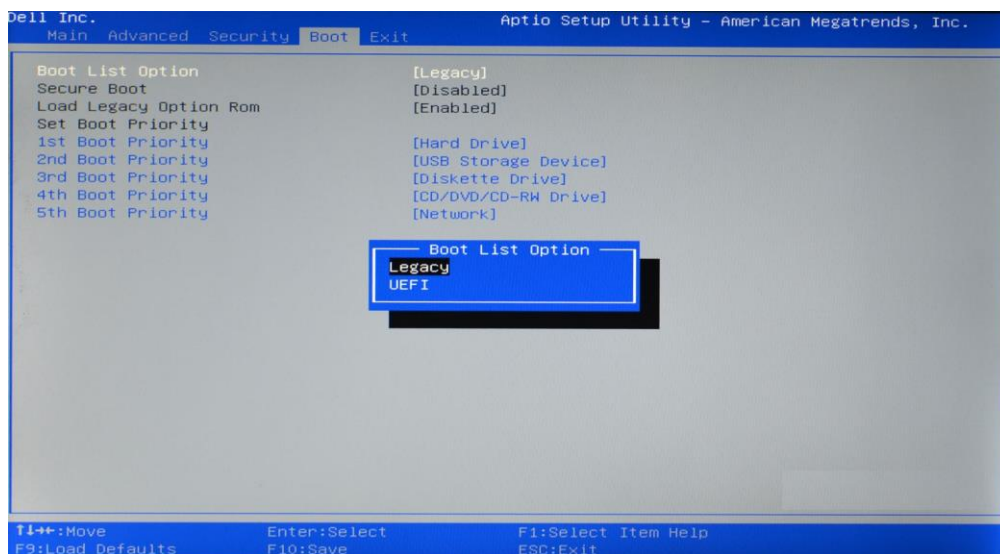 Dell Inc. Aptio Setup Utility – American Megatrends, Inc.
Main Advanced Security Boot Exit
Boot List Option [Legacy]
Secure Boot [Disabled]
Load Legacy Option Rom [Enabled]
Set Boot Priority
1st Boot Priority [Hard Drive]
2nd Boot Priority [USB Storage Device]
3rd Boot Priority [Diskette Drive]
4th Boot Priority [CD/DVD/CD-RW Drive]
5th Boot Priority [Network]
Boot List Option
Legacy
UEFI
↑↓→←:Move Enter:Select F1:Select Item Help
F9:Load Defaults F10:Save ESC:Exit